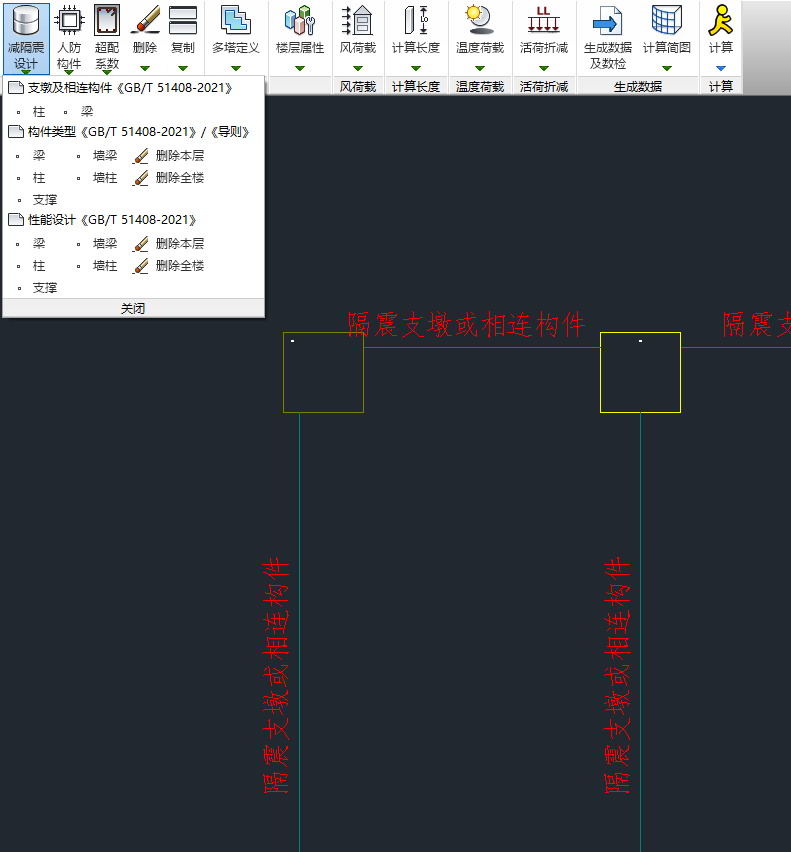 减隔震设计 人防构件 超配系数 删除 复制 多塔定义 楼层属性 风荷载 计算长度 温度荷载 活荷折减 生成数据及数检 计算简图 计算
风荷载 计算长度 温度荷载 活荷折减 生成数据 计算
支墩及相连构件《GB/T 51408-2021》
柱 梁
构件类型《GB/T 51408-2021》/《导则》
梁 墙梁 删除本层
柱 墙柱 删除全楼
支撑
性能设计《GB/T 51408-2021》
梁 墙梁 删除本层
柱 墙柱 删除全楼
支撑
关闭
隔震支墩或相连构件
隔震支
隔震支墩或相连构件
隔震支墩或相连构件